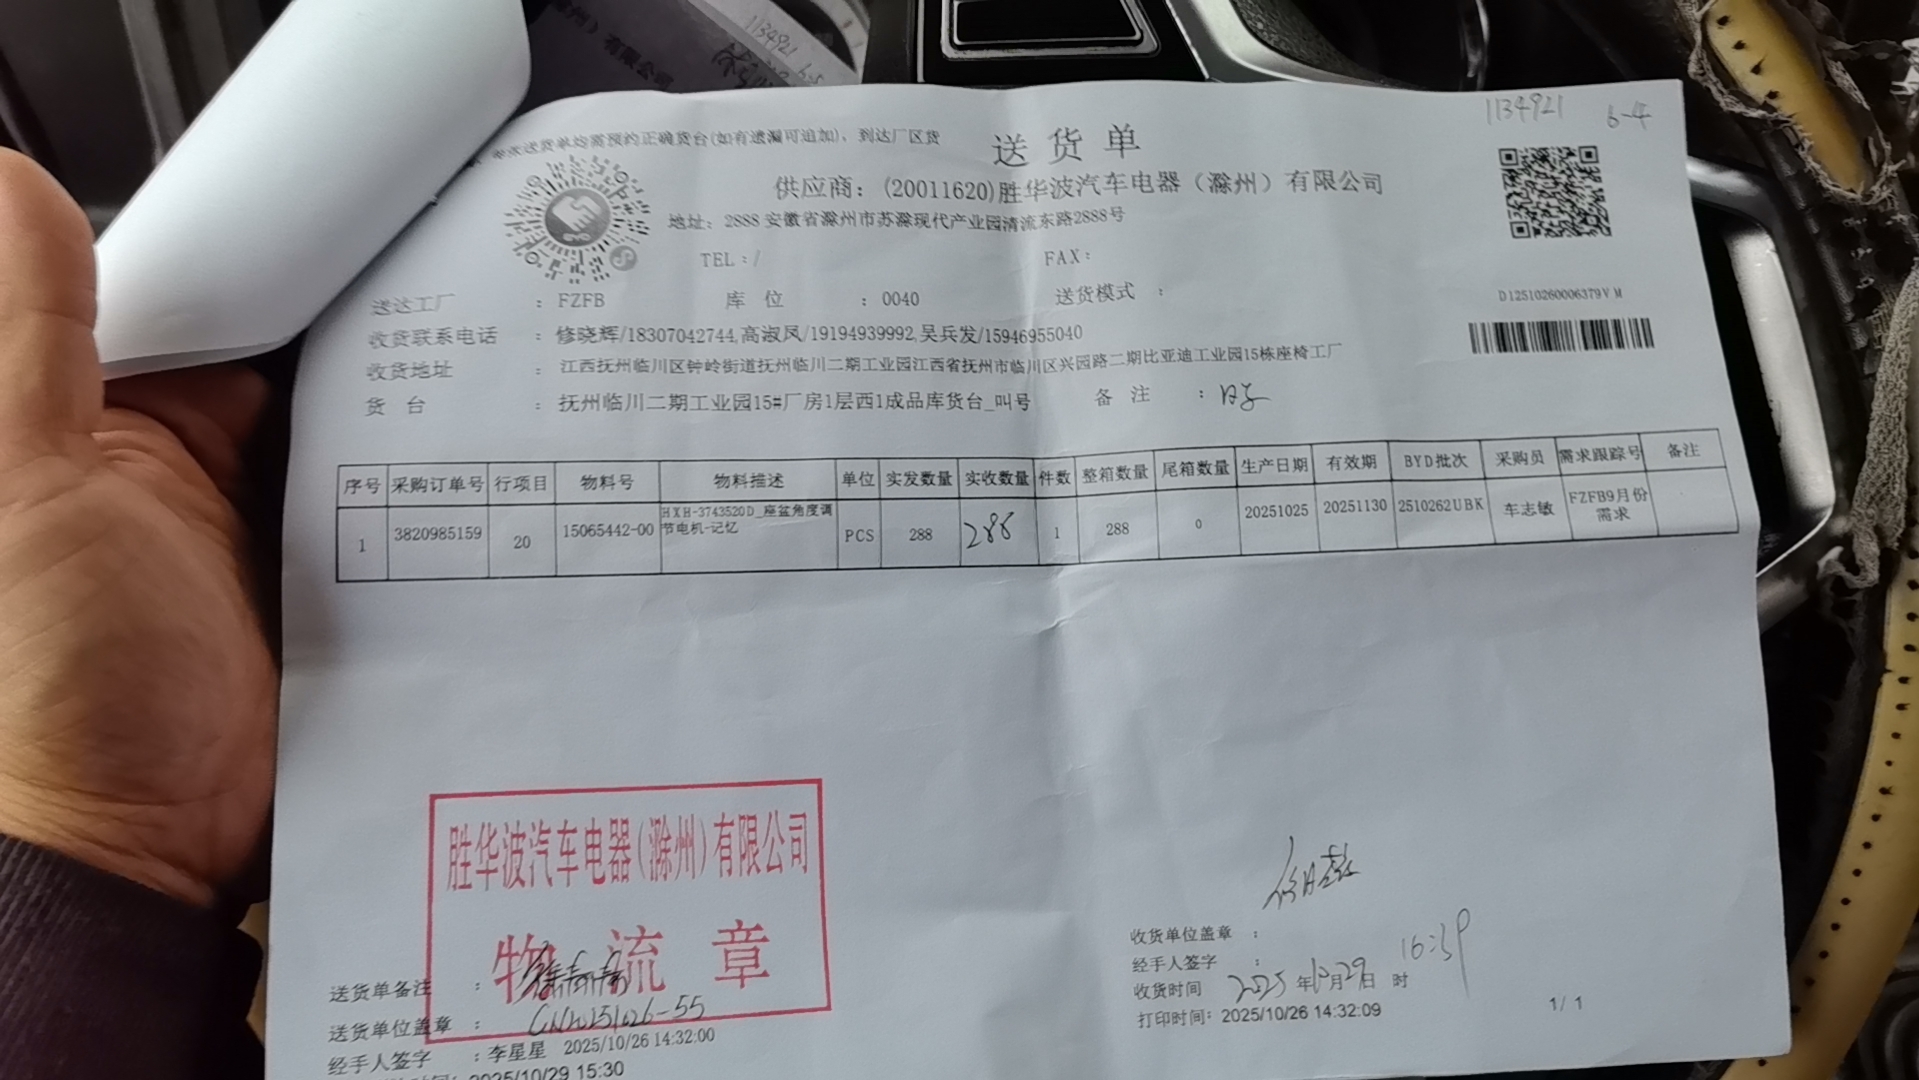 州）有限公司
1134921 6-5
1134921 6-4
送货单均需预约正确货台(如有遗漏可追加)，到达厂区货
送货单
供应商：(20011620)胜华波汽车电器（滁州）有限公司
地址：2888 安徽省滁州市苏滁现代产业园清流东路2888号
TEL：/ FAX：
D12510260006379VM
送达工厂 ：FZFB 库 位 ：0040 送货模式 ：
收货联系电话 ：修晓辉/18307042744,高淑凤/19194939992,吴兵发/15946955040
收货地址 ：江西抚州临川区钟岭街道抚州临川二期工业园江西省抚州市临川区兴园路二期比亚迪工业园15栋座椅工厂
货 台 ：抚州临川二期工业园15#厂房1层西1成品库货台_叫号 备 注 ：
序号 采购订单号 行项目 物料号 物料描述 单位 实发数量 实收数量 件数 整箱数量 尾箱数量 生产日期 有效期 BYD批次 采购员 需求跟踪号 备注
1 3820985159 20 15065442-00 HXH-3743520D_座盆角度调节电机-记忆 PCS 288 288 1 288 0 20251025 20251130 2510262UBK 车志敏 FZFB9月份需求
胜华波汽车电器(滁州)有限公司
物流章
送货单备注 ：
送货单位盖章 ：CN20251026-55
经手人签字 ：李星星 2025/10/26 14:32:00
时间：2025/10/29 15:30
收货单位盖章 ：
经手人签字 ：
收货时间 2025 年10月29日 时 16:39
打印时间：2025/10/26 14:32:09
1/ 1